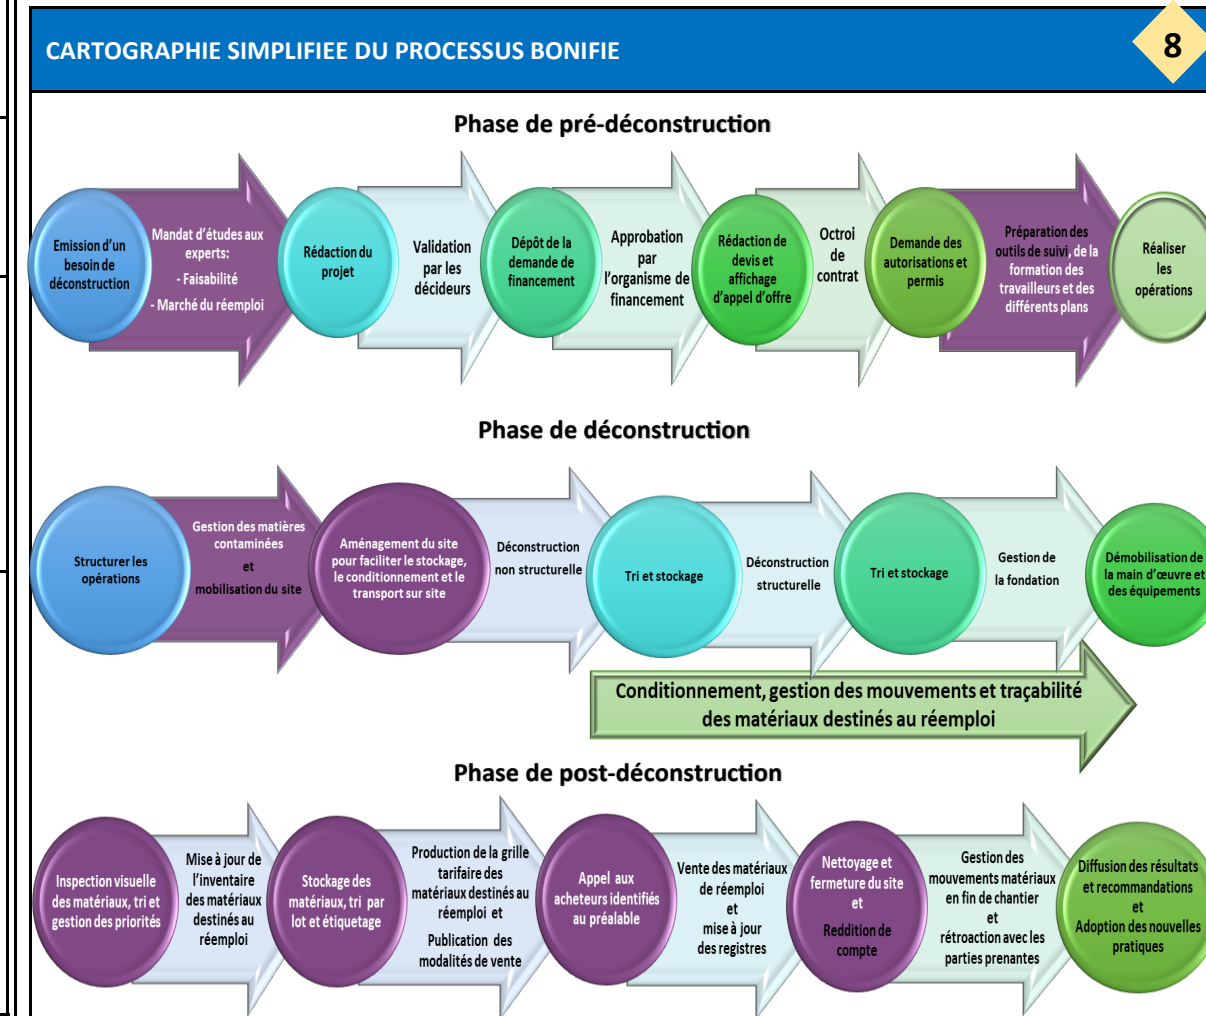 CARTOGRAPHIE SIMPLIFIEE DU PROCESSUS BONIFIE
8
Phase de pré-déconstruction
Emission d'un
besoin de
déconstruction
Mandat d'études aux
experts:
- Faisabilité
- Marché du réemploi
Rédaction du
projet
Validation
par les
décideurs
Dépôt de la
demande de
financement
Approbation
par
l'organisme de
financement
Rédaction de
devis et
affichage
d'appel d'offre
Octroi
de
contrat
Demande des
autorisations et
permis
Préparation des
outils de suivi, de la
formation des
travailleurs et des
différents plans
Réaliser
les
opérations
Phase de déconstruction
Structurer les
opérations
Gestion des matières
contaminées
et
mobilisation du site
Aménagement du site
pour faciliter le stockage,
le conditionnement et le
transport sur site
Déconstruction
non structurelle
Tri et stockage
Déconstruction
structurelle
Tri et stockage
Gestion de
la fondation
Démobilisation de
la main d'œuvre et
des équipements
Conditionnement, gestion des mouvements et traçabilité
des matériaux destinés au réemploi
Phase de post-déconstruction
Inspection visuelle
des matériaux, tri et
gestion des priorités
Mise à jour de
l'inventaire
des matériaux
destinés au
réemploi
Stockage des
matériaux, tri par
lot et étiquetage
Production de la grille
tarifaire des
matériaux destinés au
réemploi et
Publication des
modalités de vente
Appel aux
acheteurs identifiés
au préalable
Vente des matériaux
de réemploi
et
mise à jour
des registres
Nettoyage et
fermeture du site
et
Reddition de
compte
Gestion des
mouvements matériaux
en fin de chantier
et
rétroaction avec les
parties prenantes
Diffusion des résultats
et recommandations
et
Adoption des nouvelles
pratiques